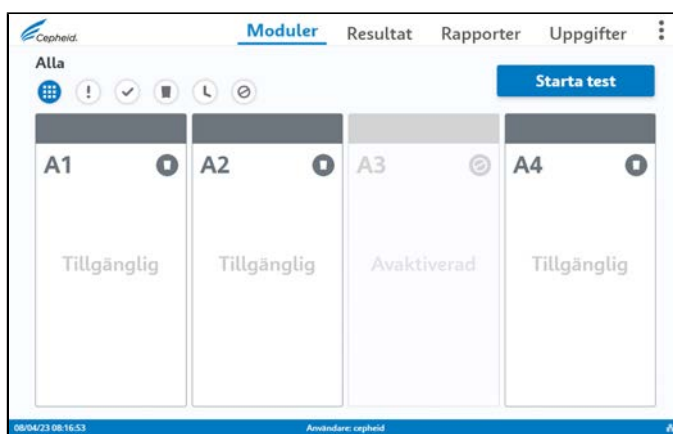 Cepheid.
Moduler Resultat Rapporter Uppgifter
Alla
Starta test
A1 A2 A3 A4
Tillgänglig Tillgänglig Avaktiverad Tillgänglig
08/04/23 08:16:53 Användare: cepheid